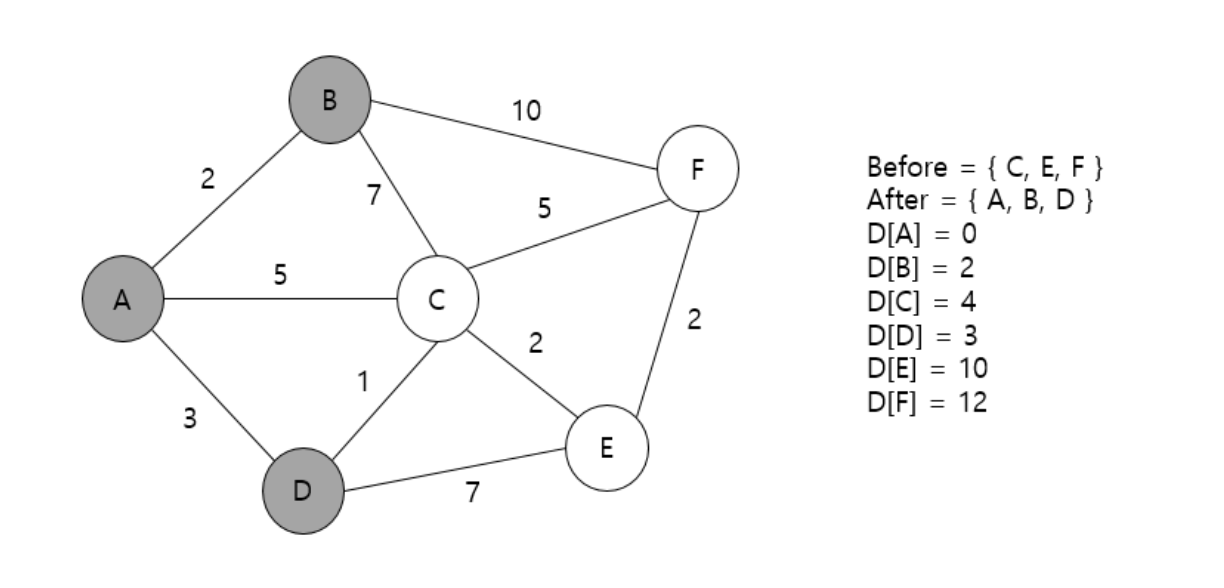 B
10
F
2
7
5
A
5
C
2
2
1
3
E
D
7
Before = { C, E, F }
After = { A, B, D }
D[A] = 0
D[B] = 2
D[C] = 4
D[D] = 3
D[E] = 10
D[F] = 12